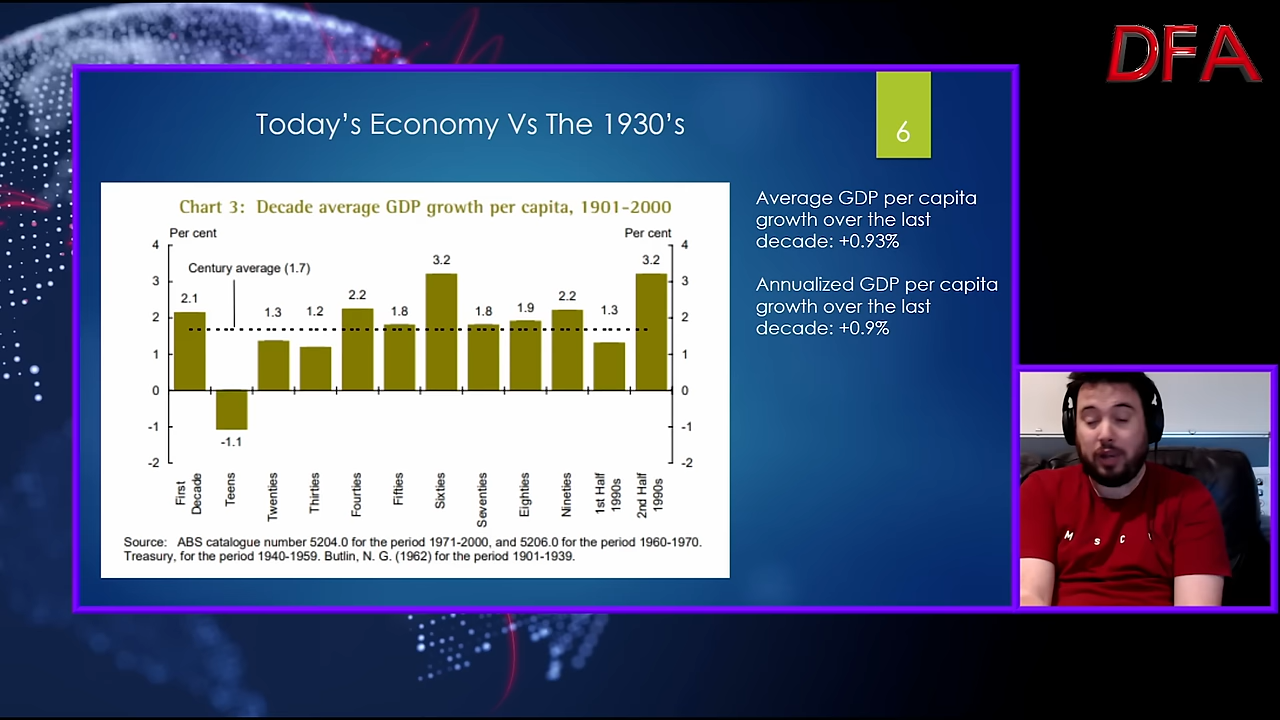 DFA
Today's Economy Vs The 1930's
6
Chart 3: Decade average GDP growth per capita, 1901-2000
Per cent
Per cent
4
3
2
1
0
-1
-2
4
3
2
1
0
-1
-2
Century average (1.7)
2.1
-1.1
1.3
1.2
2.2
1.8
3.2
1.8
1.9
2.2
1.3
3.2
First
Decade
Teens
Twenties
Thirties
Fourties
Fifties
Sixties
Seventies
Eighties
Nineties
1st Half
1990s
2nd Half
1990s
Source: ABS catalogue number 5204.0 for the period 1971-2000, and 5206.0 for the period 1960-1970.
Treasury, for the period 1940-1959. Butlin, N. G. (1962) for the period 1901-1939.
Average GDP per capita
growth over the last
decade: +0.93%
Annualized GDP per capita
growth over the last
decade: +0.9%
M S C